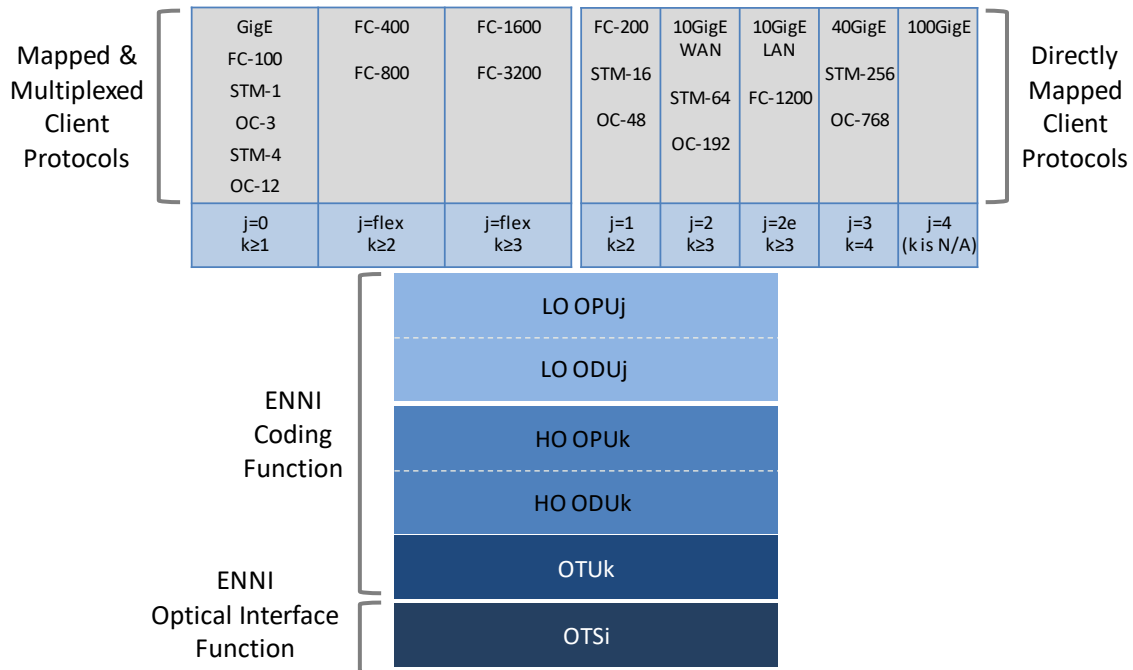 Mapped &
Multiplexed
Client
Protocols
GigE
FC-100
STM-1
OC-3
STM-4
OC-12
j=0
k≥1
FC-400
FC-800
j=flex
k≥2
FC-1600
FC-3200
j=flex
k≥3
FC-200
STM-16
OC-48
j=1
k≥2
10GigE
WAN
STM-64
OC-192
j=2
k≥3
10GigE
LAN
FC-1200
j=2e
k≥3
40GigE
STM-256
OC-768
j=3
k=4
100GigE
j=4
(k is N/A)
Directly
Mapped
Client
Protocols
ENNI
Coding
Function
LO OPUj
LO ODUj
HO OPUk
HO ODUk
OTUk
ENNI
Optical Interface
Function
OTSi